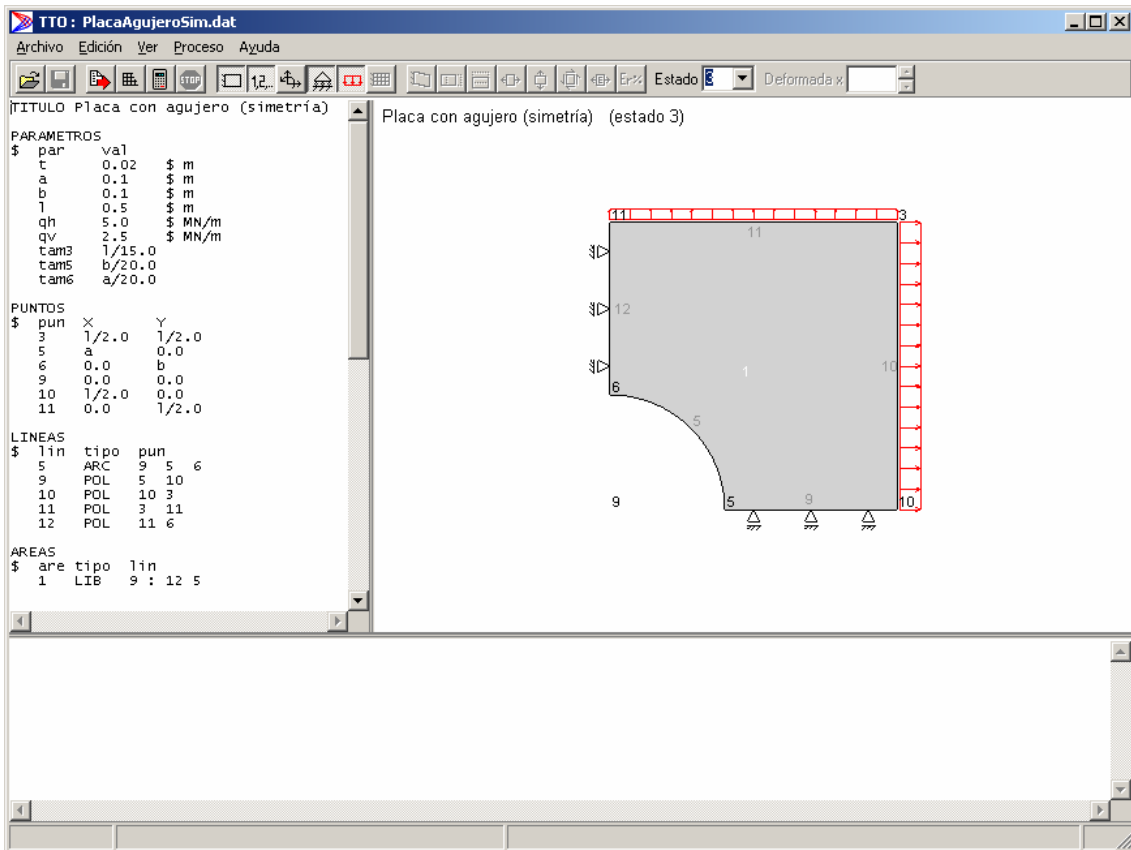 TTO : PlacaAgujeroSim.dat
Archivo Edición Ver Proceso Ayuda
STOP 1,2,.. Er% Estado 3 Deformada x
TITULO Placa con agujero (simetría)
PARAMETROS
$ par val
t 0.02 $ m
a 0.1 $ m
b 0.1 $ m
l 0.5 $ m
qh 5.0 $ MN/m
qv 2.5 $ MN/m
tam3 l/15.0
tam5 b/20.0
tam6 a/20.0
PUNTOS
$ pun X Y
3 l/2.0 l/2.0
5 a 0.0
6 0.0 b
9 0.0 0.0
10 l/2.0 0.0
11 0.0 l/2.0
LINEAS
$ lin tipo pun
5 ARC 9 5 6
9 POL 5 10
10 POL 10 3
11 POL 3 11
12 POL 11 6
AREAS
$ are tipo lin
1 LIB 9 : 12 5
Placa con agujero (simetría) (estado 3)
11 3
11
12
10
1
6
5
9 5 9 10